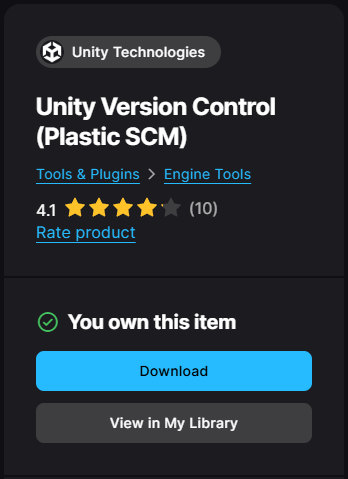 Unity Technologies
Unity Version Control
(Plastic SCM)
Tools & Plugins > Engine Tools
4.1 (10)
Rate product
You own this item
Download
View in My Library